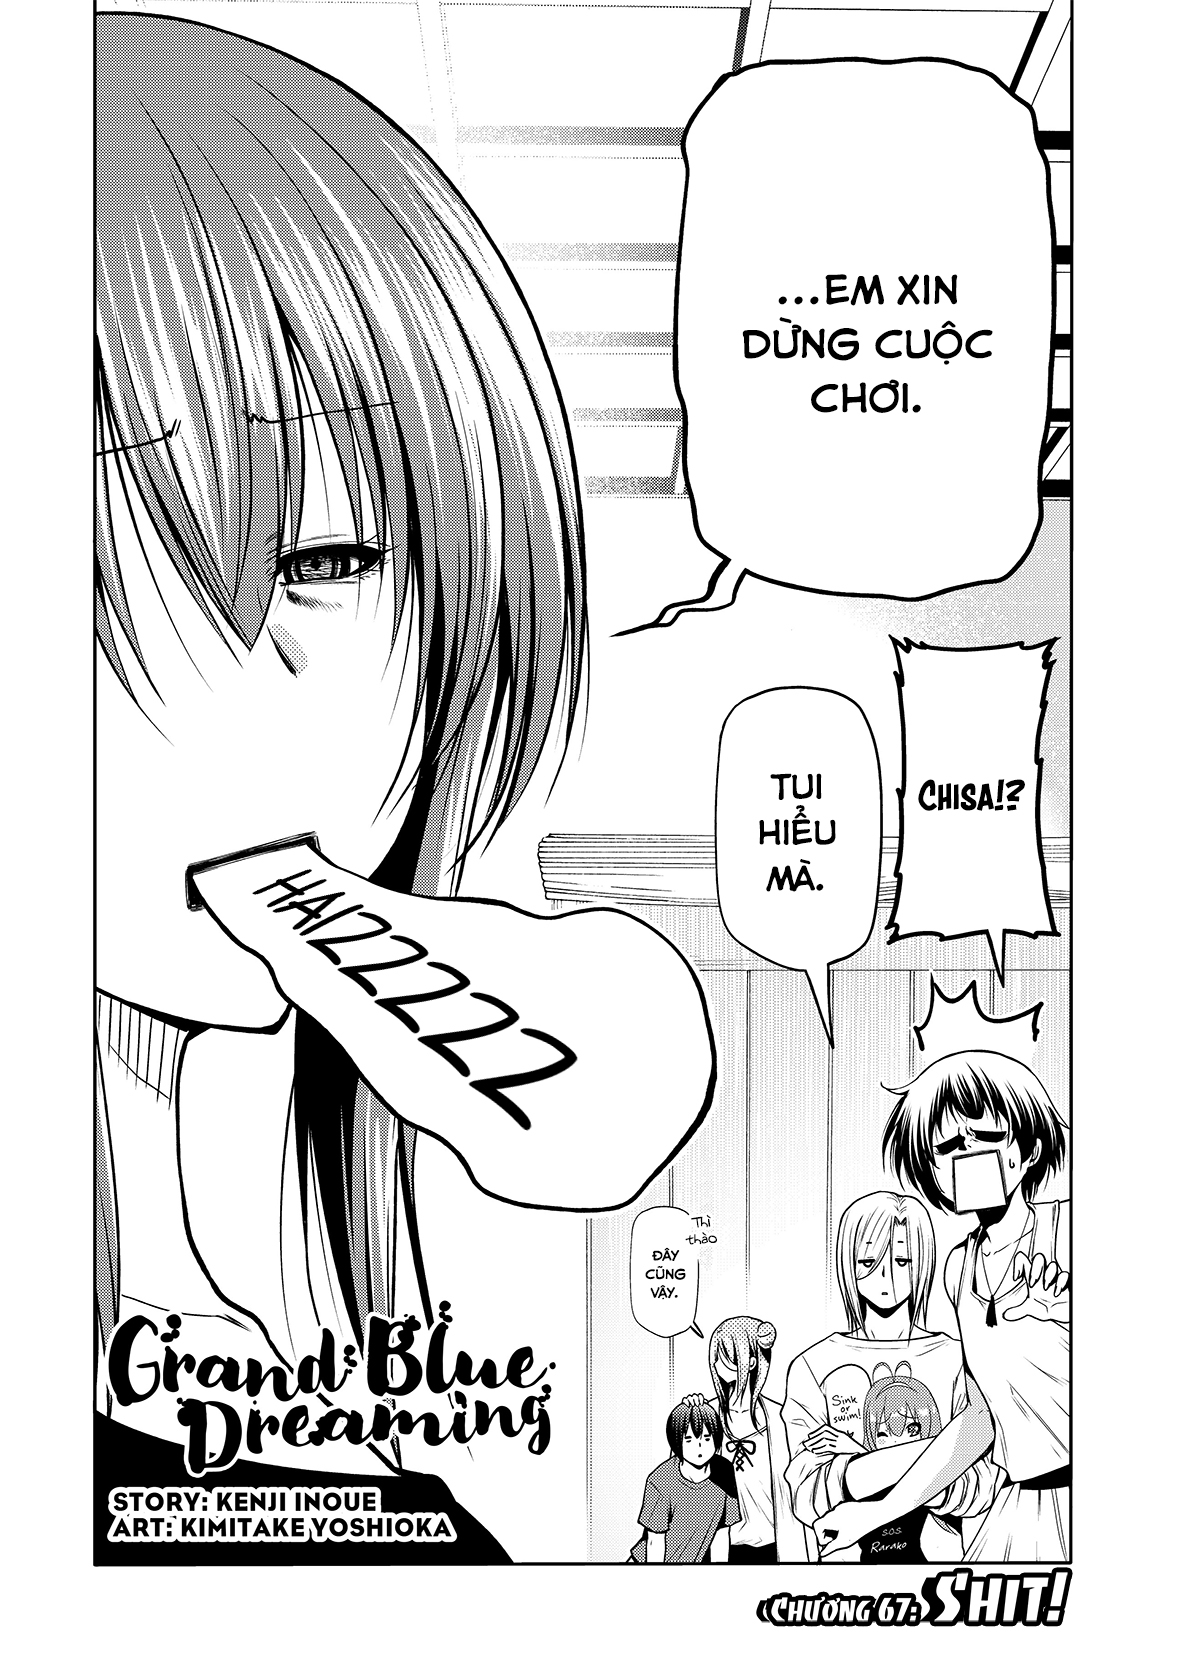 ...EM XIN
DỪNG CUỘC
CHƠI.
CHISA!?
TUI
HIỂU
MÀ.
HAIZZZZZ
Thì
thào
ĐÂY
CŨNG
VẬY.
Sink
or
swim!
S.O.S.
Rarako
Grand Blue
Dreaming
STORY: KENJI INOUE
ART: KIMITAKE YOSHIOKA
CHƯƠNG 67: SHIT!